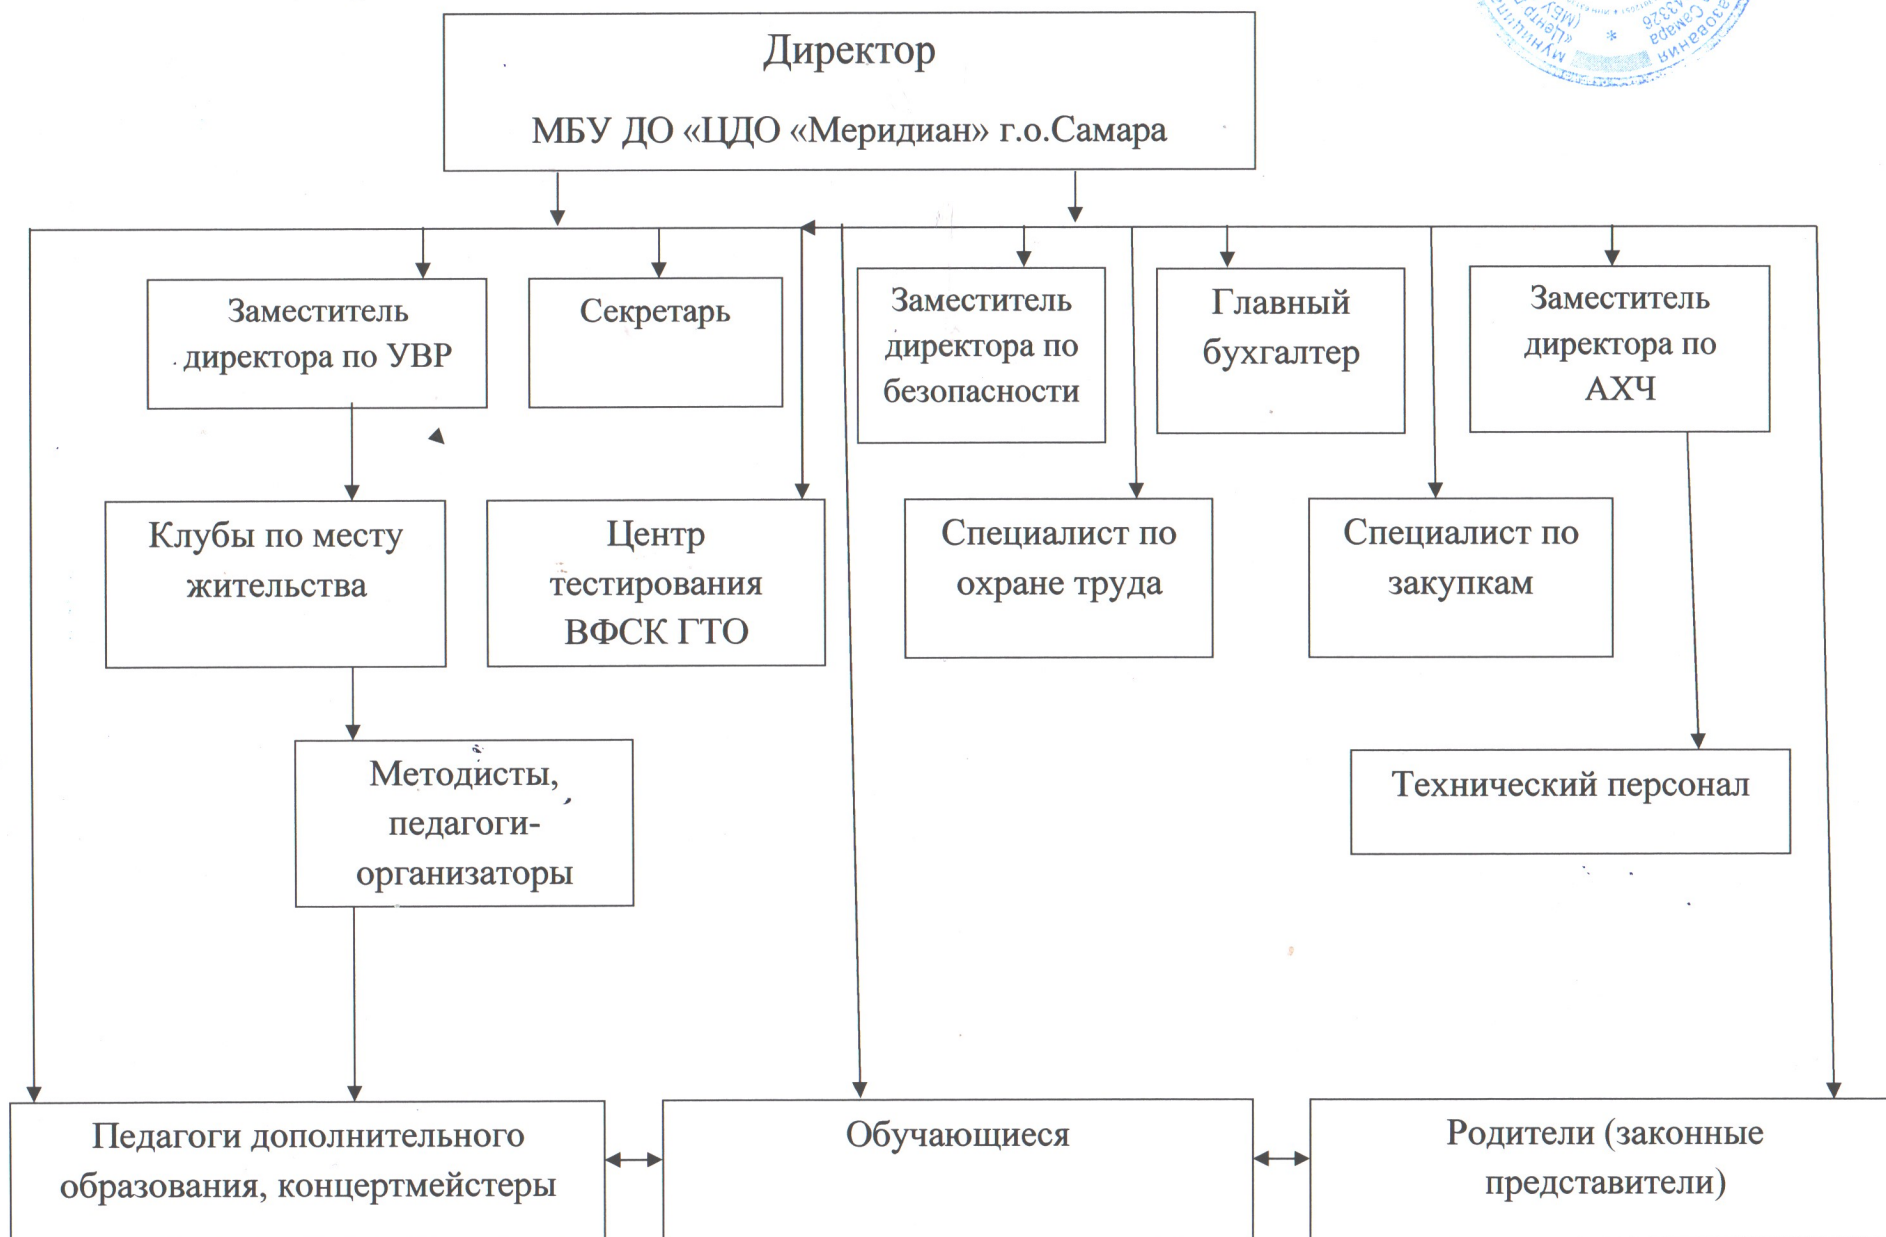 Директор
МБУ ДО «ЦДО «Меридиан» г.о.Самара
Заместитель
директора по УВР
Секретарь
Заместитель
директора по
безопасности
Главный
бухгалтер
Заместитель
директора по
АХЧ
Клубы по месту
жительства
Центр
тестирования
ВФСК ГТО
Специалист по
охране труда
Специалист по
закупкам
Методисты,
педагоги-
организаторы
Технический персонал
Педагоги дополнительного
образования, концертмейстеры
Обучающиеся
Родители (законные
представители)